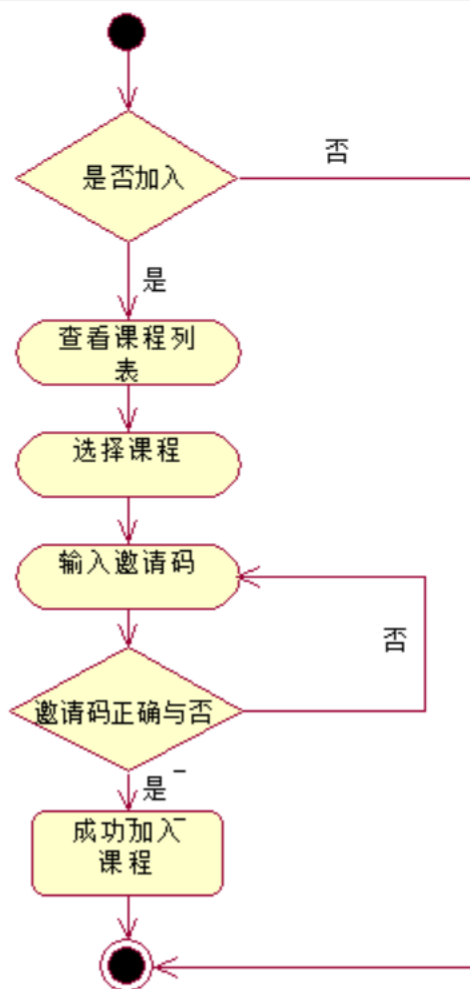 否
是否加入
是
查看课程列
表
选择课程
输入邀请码
否
邀请码正确与否
是
成功加入
课程